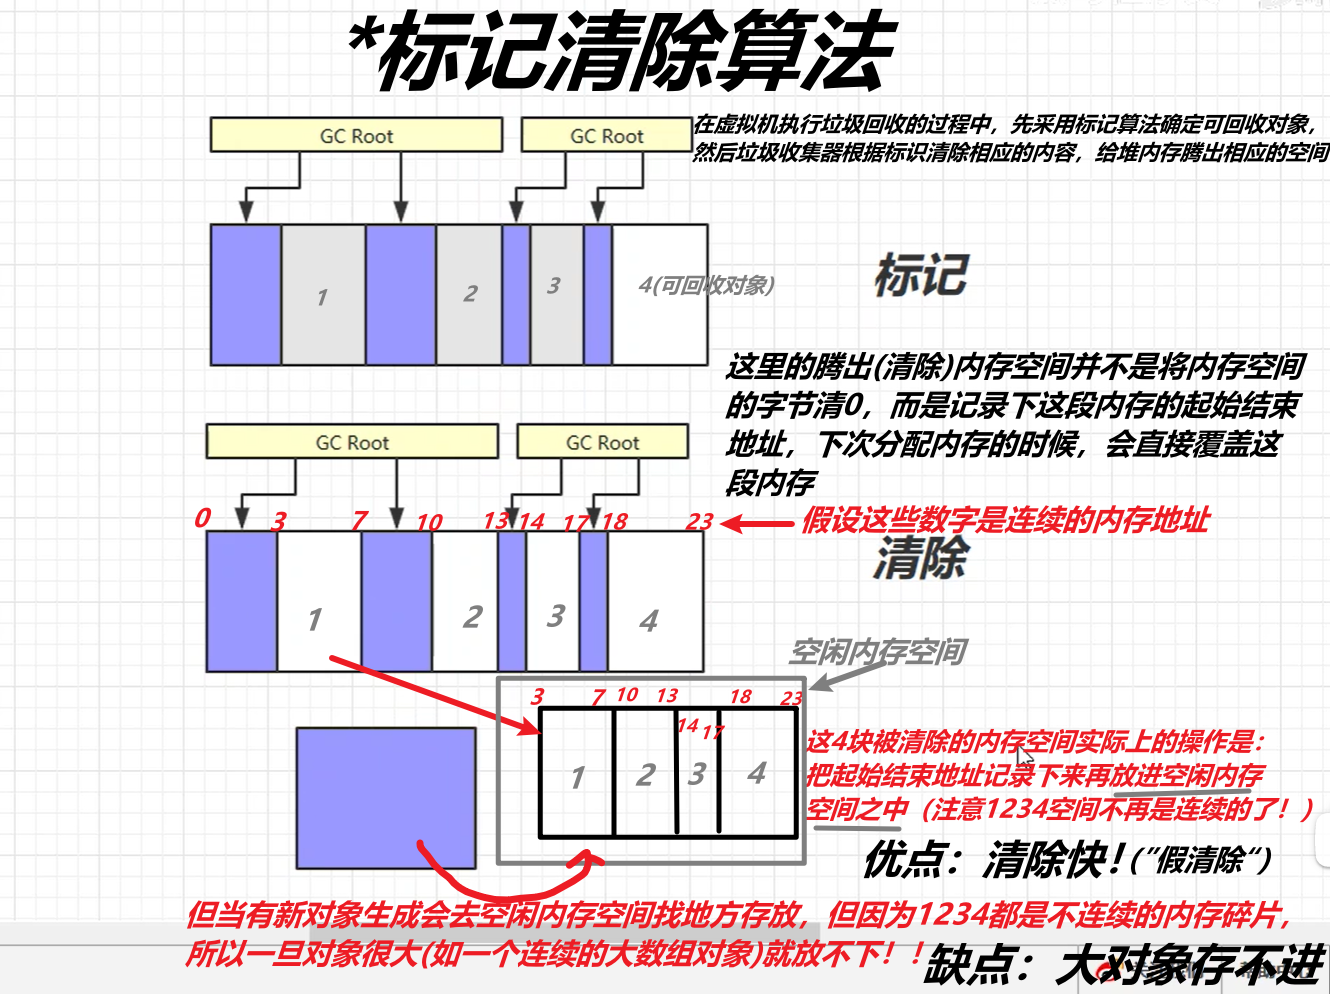 *标记清除算法
GC Root
GC Root
在虚拟机执行垃圾回收的过程中，先采用标记算法确定可回收对象，
然后垃圾收集器根据标识清除相应的内容，给堆内存腾出相应的空间
1
2
3
4(可回收对象)
标记
这里的腾出(清除)内存空间并不是将内存空间
的字节清0，而是记录下这段内存的起始结束
地址，下次分配内存的时候，会直接覆盖这
段内存
GC Root
GC Root
0
3
7
10
13
14
17
18
23
假设这些数字是连续的内存地址
清除
1
2
3
4
空闲内存空间
3
7
10
13
18
23
14
17
1
2
3
4
这4块被清除的内存空间实际上的操作是：
把起始结束地址记录下来再放进空闲内存
空间之中（注意1234空间不再是连续的了！）
优点：清除快！(”假清除“)
但当有新对象生成会去空闲内存空间找地方存放，但因为1234都是不连续的内存碎片，
所以一旦对象很大(如一个连续的大数组对象)就放不下！！
缺点：大对象存不进